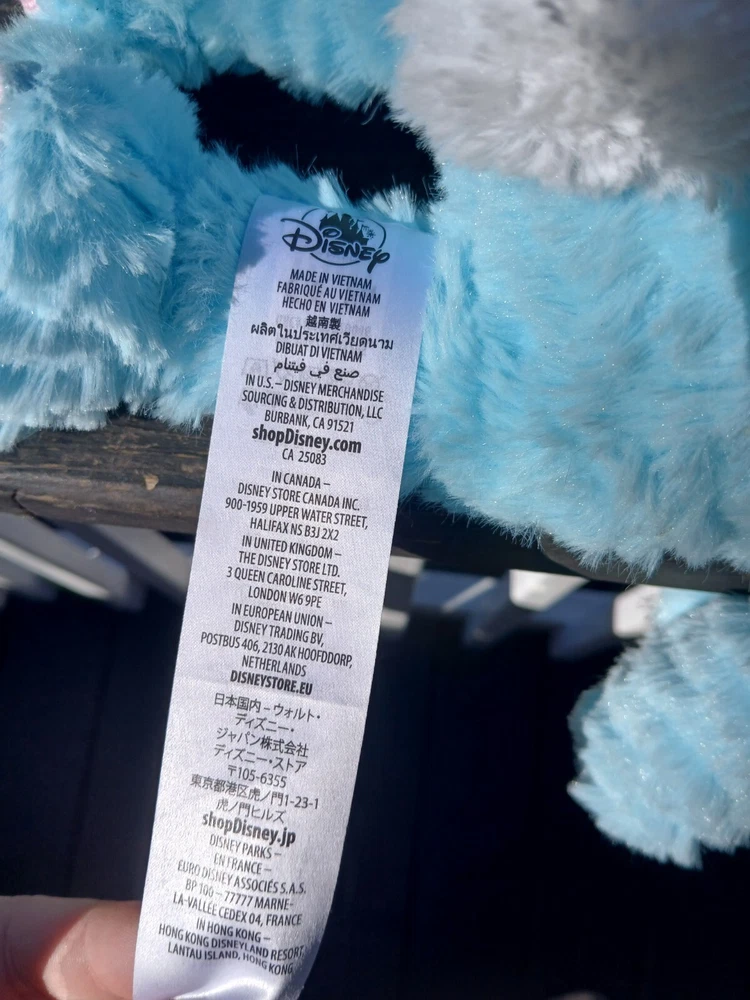 Disney
MADE IN VIETNAM
FABRIQUÉ AU VIETNAM
HECHO EN VIETNAM
越南製
ผลิตในประเทศเวียดนาม
DIBUAT DI VIETNAM
صنع في فيتنام
IN U.S. – DISNEY MERCHANDISE
SOURCING & DISTRIBUTION, LLC
BURBANK, CA 91521
shopDisney.com
CA 25083
IN CANADA –
DISNEY STORE CANADA INC.
900-1959 UPPER WATER STREET,
HALIFAX NS B3J 2X2
IN UNITED KINGDOM –
THE DISNEY STORE LTD.
3 QUEEN CAROLINE STREET,
LONDON W6 9PE
IN EUROPEAN UNION –
DISNEY TRADING BV,
POSTBUS 406, 2130 AK HOOFDDORP,
NETHERLANDS
DISNEYSTORE.EU
日本国内 – ウォルト・
ディズニー・
ジャパン株式会社
ディズニー・ストア
〒105-6355
東京都港区虎ノ門1-23-1
虎ノ門ヒルズ
shopDisney.jp
DISNEY PARKS –
EN FRANCE –
EURO DISNEY ASSOCIÉS S.A.S.
BP 100 – 77777 MARNE-
LA-VALLÉE CEDEX 04, FRANCE
IN HONG KONG –
HONG KONG DISNEYLAND RESORT,
LANTAU ISLAND, HONG KONG